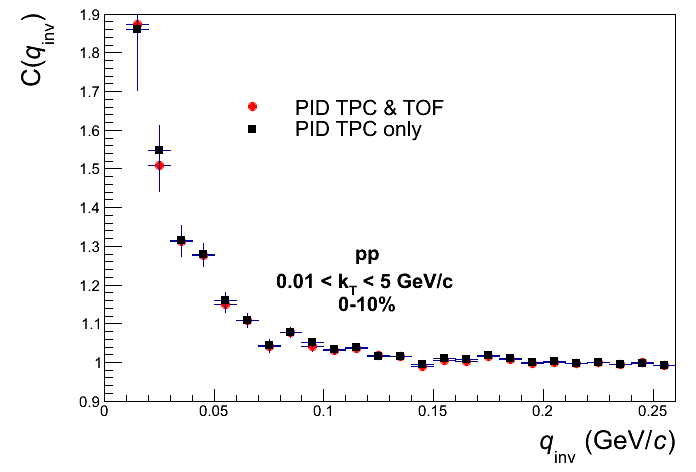 C(q_inv)
1.9
1.8
1.7
1.6
1.5
1.4
1.3
1.2
1.1
1
0.9
PID TPC & TOF
PID TPC only
pp
0.01 < k_T < 5 GeV/c
0-10%
0 0.05 0.1 0.15 0.2 0.25
q_inv (GeV/c)